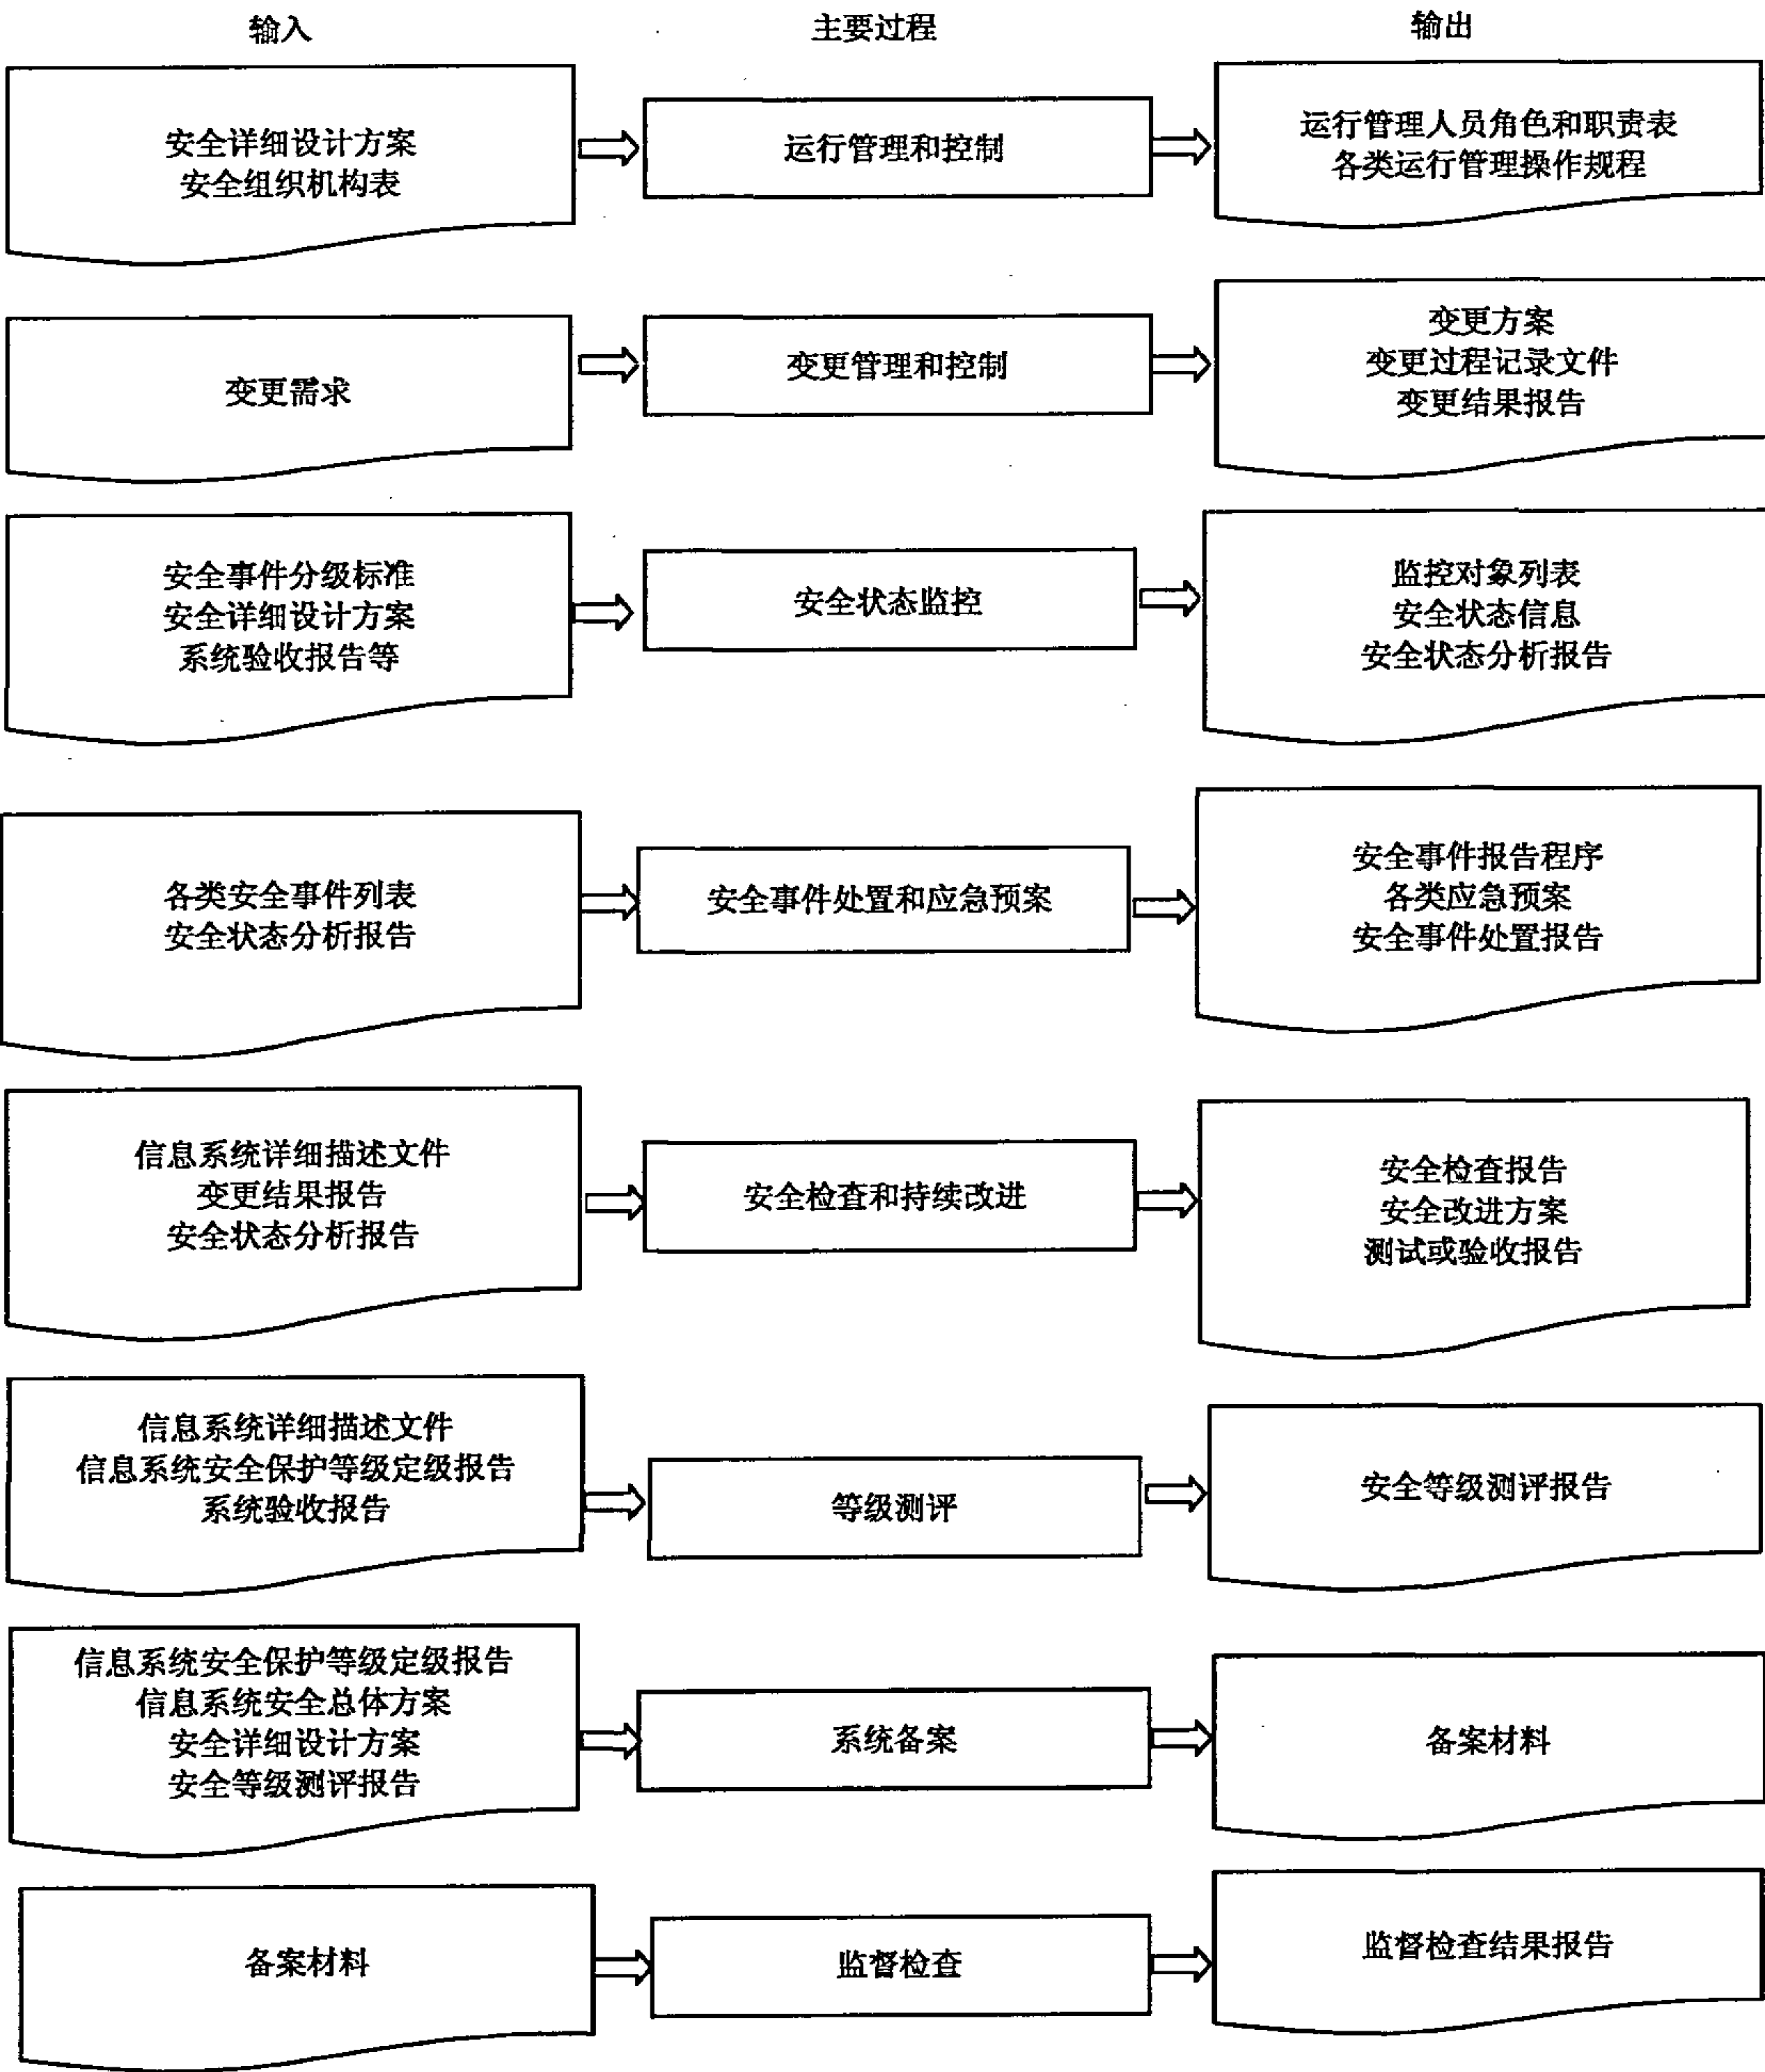 输入
主要过程
输出
安全详细设计方案
安全组织机构表
运行管理和控制
运行管理人员角色和职责表
各类运行管理操作规程
变更需求
变更管理和控制
变更方案
变更过程记录文件
变更结果报告
安全事件分级标准
安全详细设计方案
系统验收报告等
安全状态监控
监控对象列表
安全状态信息
安全状态分析报告
各类安全事件列表
安全状态分析报告
安全事件处置和应急预案
安全事件报告程序
各类应急预案
安全事件处置报告
信息系统详细描述文件
变更结果报告
安全状态分析报告
安全检查和持续改进
安全检查报告
安全改进方案
测试或验收报告
信息系统详细描述文件
信息系统安全保护等级定级报告
系统验收报告
等级测评
安全等级测评报告
信息系统安全保护等级定级报告
信息系统安全总体方案
安全详细设计方案
安全等级测评报告
系统备案
备案材料
备案材料
监督检查
监督检查结果报告